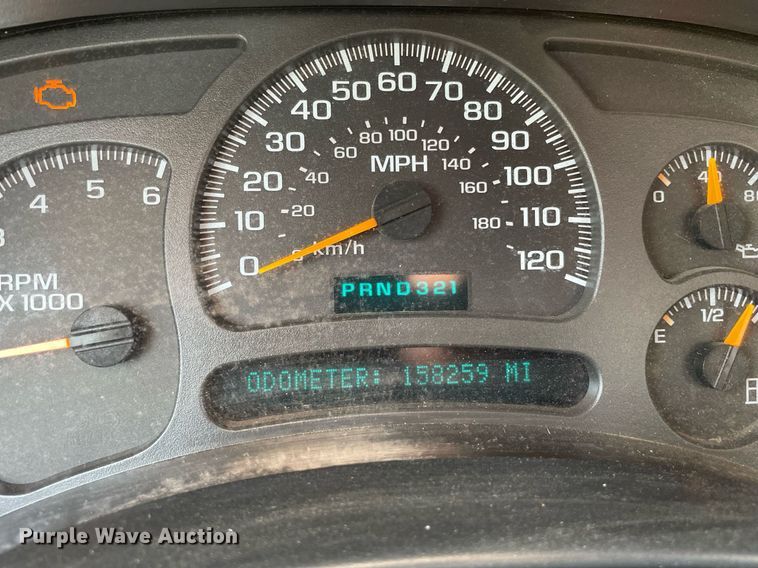 0 10 20 30 40 50 60 70 80 90 100 110 120
20 40 60 80 100 120 140 160 180
MPH
km/h
PRND321
ODOMETER: 158259 MI
3 4 5 6
RPM
X 1000
0 40 80
E 1/2
Purple Wave Auction